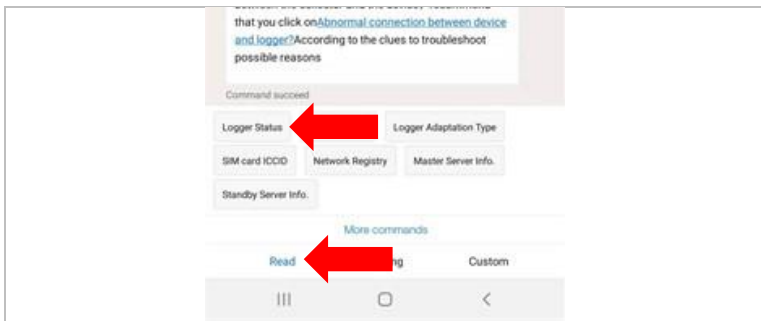 that you click onAbnormal connection between device
and logger?According to the clues to troubleshoot
possible reasons
Command succeed
Logger Status
Logger Adaptation Type
SIM card ICCID
Network Registry
Master Server Info.
Standby Server Info.
More commands
Read
ng
Custom